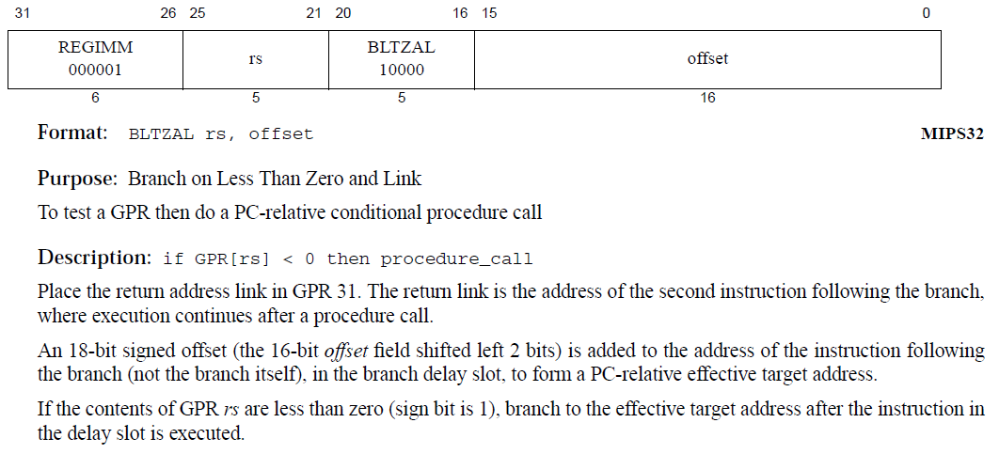 31 26 25 21 20 16 15 0
REGIMM rs BLTZAL offset
000001 10000
6 5 5 16
Format: BLTZAL rs, offset MIPS32
Purpose: Branch on Less Than Zero and Link
To test a GPR then do a PC-relative conditional procedure call
Description: if GPR[rs] < 0 then procedure_call
Place the return address link in GPR 31. The return link is the address of the second instruction following the branch,
where execution continues after a procedure call.
An 18-bit signed offset (the 16-bit offset field shifted left 2 bits) is added to the address of the instruction following
the branch (not the branch itself), in the branch delay slot, to form a PC-relative effective target address.
If the contents of GPR rs are less than zero (sign bit is 1), branch to the effective target address after the instruction in
the delay slot is executed.